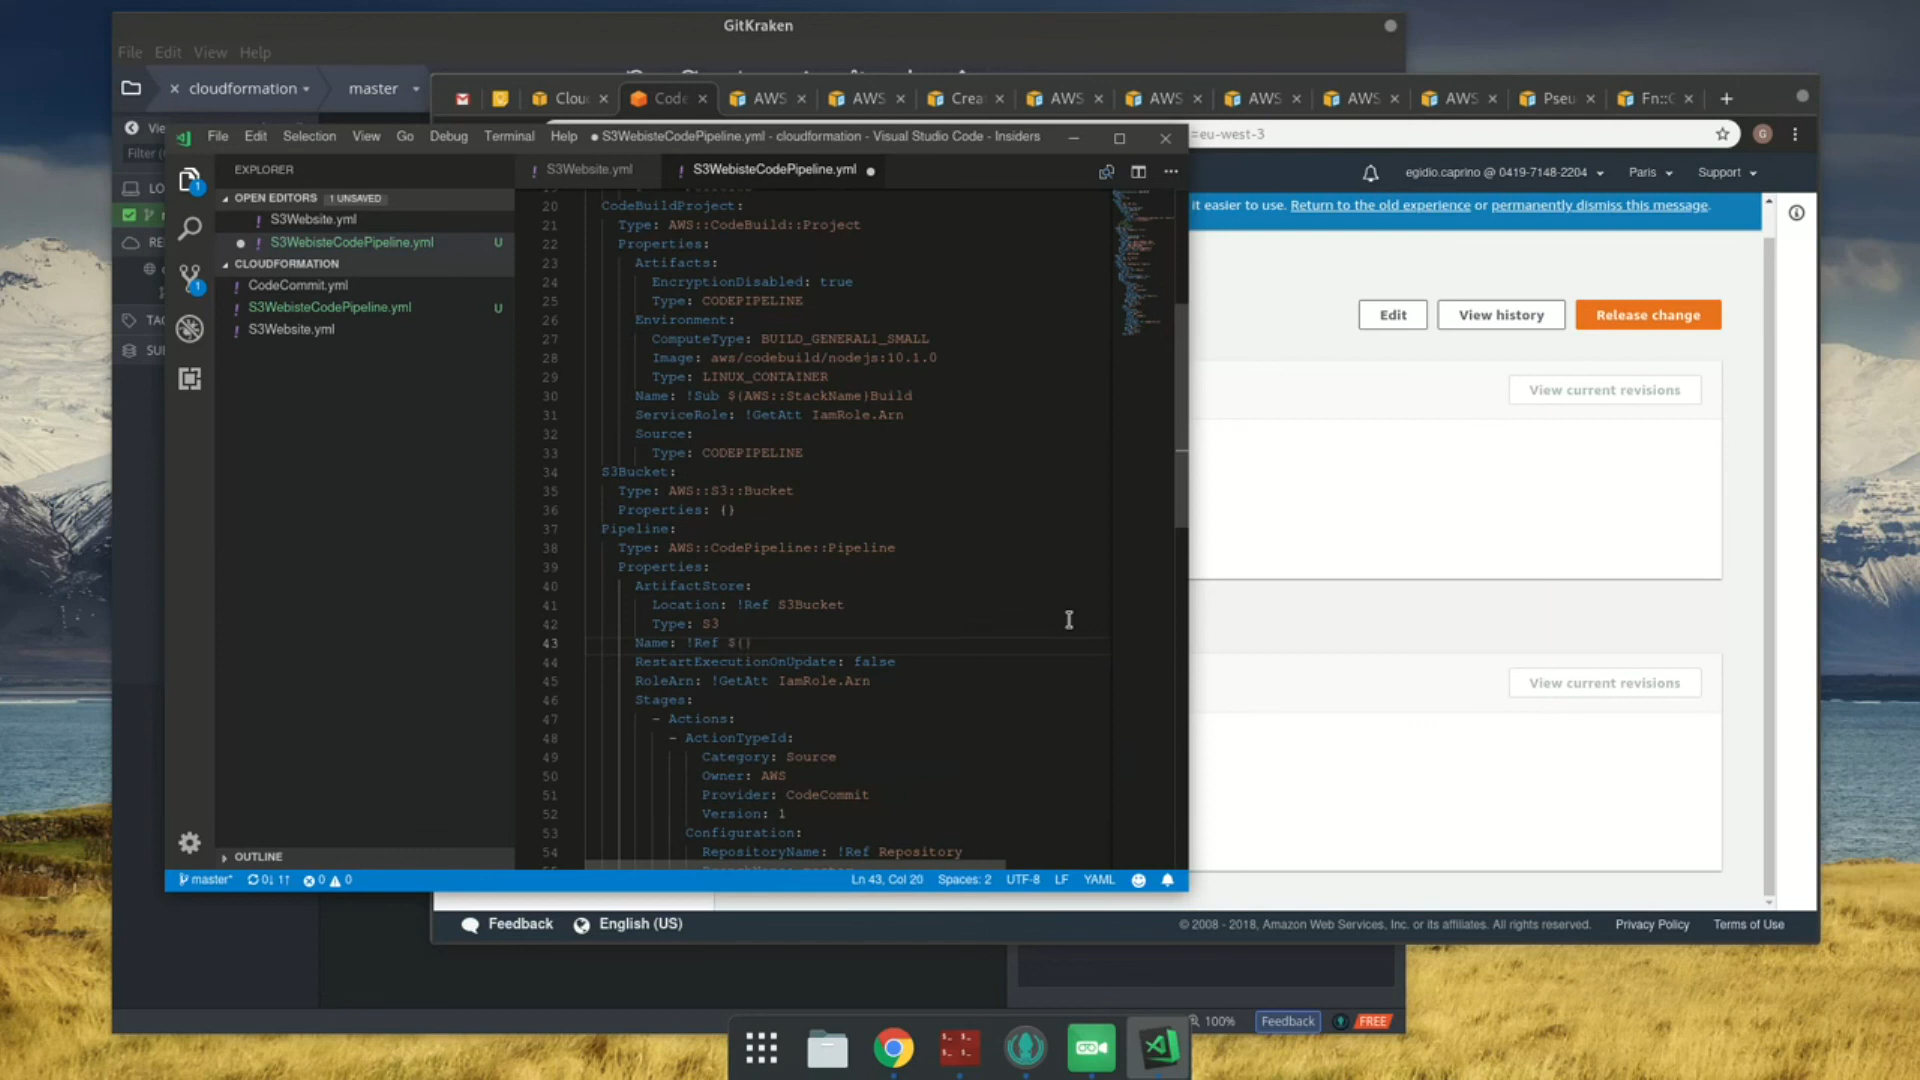 GitKraken
File Edit View Help
cloudformation
master
Clou
Code
AWS
AWS
Crea
AWS
AWS
AWS
AWS
AWS
Pseu
Fn::C
=eu-west-3
egidio.caprino @ 0419-7148-2204
Paris
Support
it easier to use. Return to the old experience or permanently dismiss this message.
Edit
View history
Release change
View current revisions
View current revisions
File Edit Selection View Go Debug Terminal Help
● S3WebisteCodePipeline.yml - cloudformation - Visual Studio Code - Insiders
EXPLORER
OPEN EDITORS 1 UNSAVED
! S3Website.yml
● ! S3WebisteCodePipeline.yml U
CLOUDFORMATION
! CodeCommit.yml
! S3WebisteCodePipeline.yml U
! S3Website.yml
OUTLINE
! S3Website.yml
! S3WebisteCodePipeline.yml ●
20 CodeBuildProject:
21 Type: AWS::CodeBuild::Project
22 Properties:
23 Artifacts:
24 EncryptionDisabled: true
25 Type: CODEPIPELINE
26 Environment:
27 ComputeType: BUILD_GENERAL1_SMALL
28 Image: aws/codebuild/nodejs:10.1.0
29 Type: LINUX_CONTAINER
30 Name: !Sub ${AWS::StackName}Build
31 ServiceRole: !GetAtt IamRole.Arn
32 Source:
33 Type: CODEPIPELINE
34 S3Bucket:
35 Type: AWS::S3::Bucket
36 Properties: {}
37 Pipeline:
38 Type: AWS::CodePipeline::Pipeline
39 Properties:
40 ArtifactStore:
41 Location: !Ref S3Bucket
42 Type: S3
43 Name: !Ref ${}
44 RestartExecutionOnUpdate: false
45 RoleArn: !GetAtt IamRole.Arn
46 Stages:
47 - Actions:
48 - ActionTypeId:
49 Category: Source
50 Owner: AWS
51 Provider: CodeCommit
52 Version: 1
53 Configuration:
54 RepositoryName: !Ref Repository
master* 0↓ 1↑ 0 0
Ln 43, Col 20 Spaces: 2 UTF-8 LF YAML
Feedback English (US)
© 2008 - 2018, Amazon Web Services, Inc. or its affiliates. All rights reserved. Privacy Policy Terms of Use
100% Feedback FREE